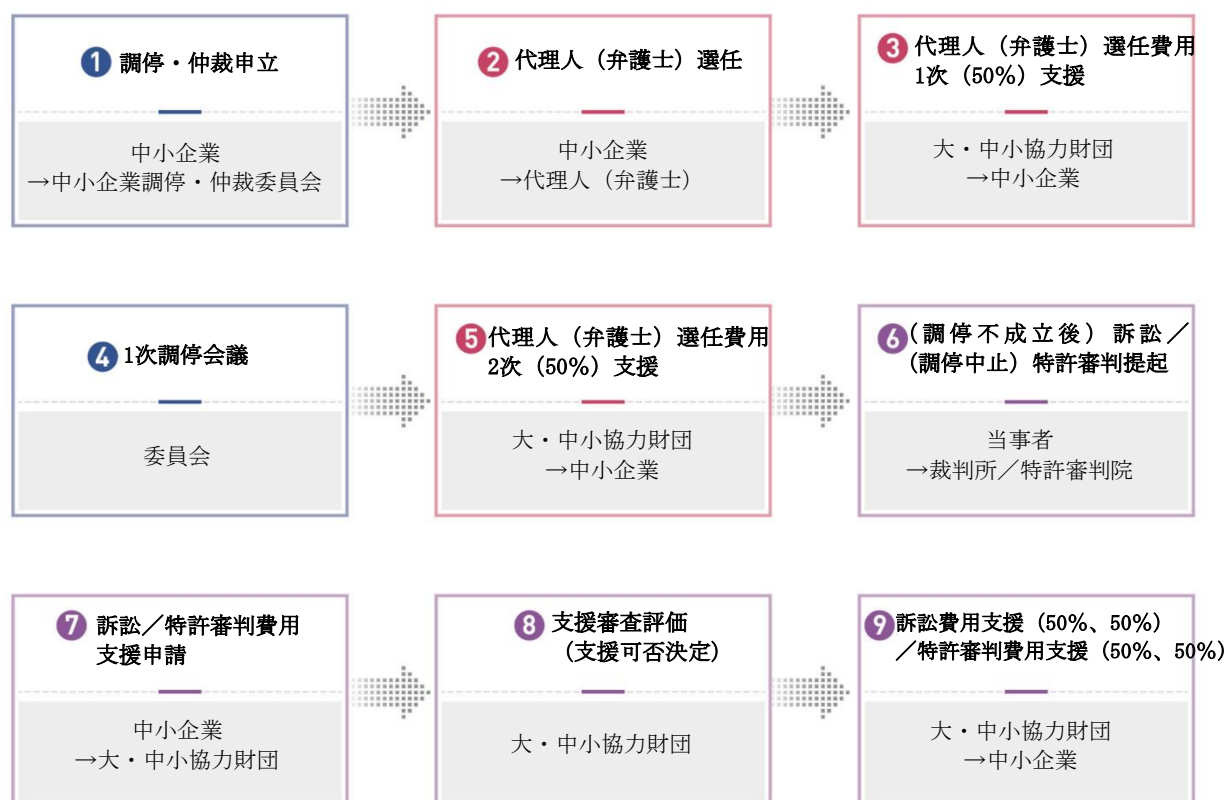 1 調停・仲裁申立
中小企業
→中小企業調停・仲裁委員会
2 代理人（弁護士）選任
中小企業
→代理人（弁護士）
3 代理人（弁護士）選任費用
1次（50%）支援
大・中小協力財団
→中小企業
4 1次調停会議
委員会
5 代理人（弁護士）選任費用
2次（50%）支援
大・中小協力財団
→中小企業
6 (調停不成立後）訴訟／
(調停中止）特許審判提起
当事者
→裁判所／特許審判院
7 訴訟／特許審判費用
支援申請
中小企業
→大・中小協力財団
8 支援審査評価
(支援可否決定)
大・中小協力財団
9 訴訟費用支援（50%、50%）
／特許審判費用支援（50%、50%）
大・中小協力財団
→中小企業